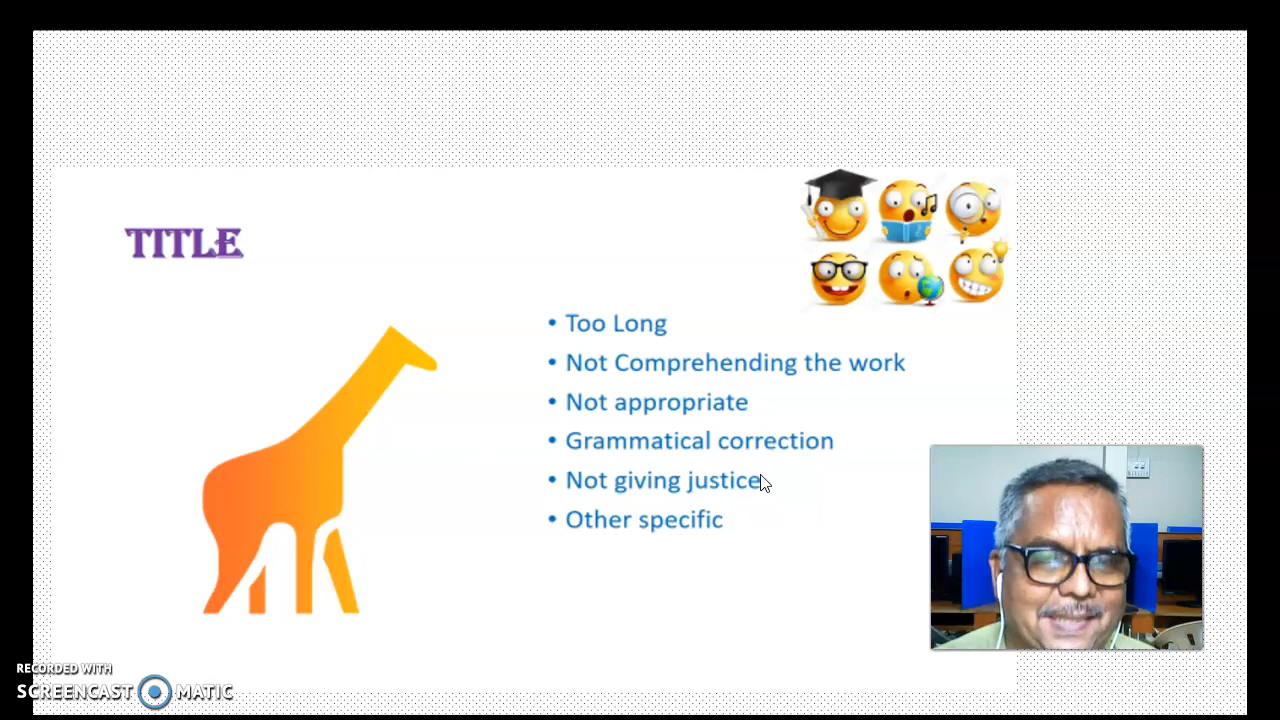 TITLE
• Too Long
• Not Comprehending the work
• Not appropriate
• Grammatical correction
• Not giving justice
• Other specific
RECORDED WITH
SCREENCAST MATIC